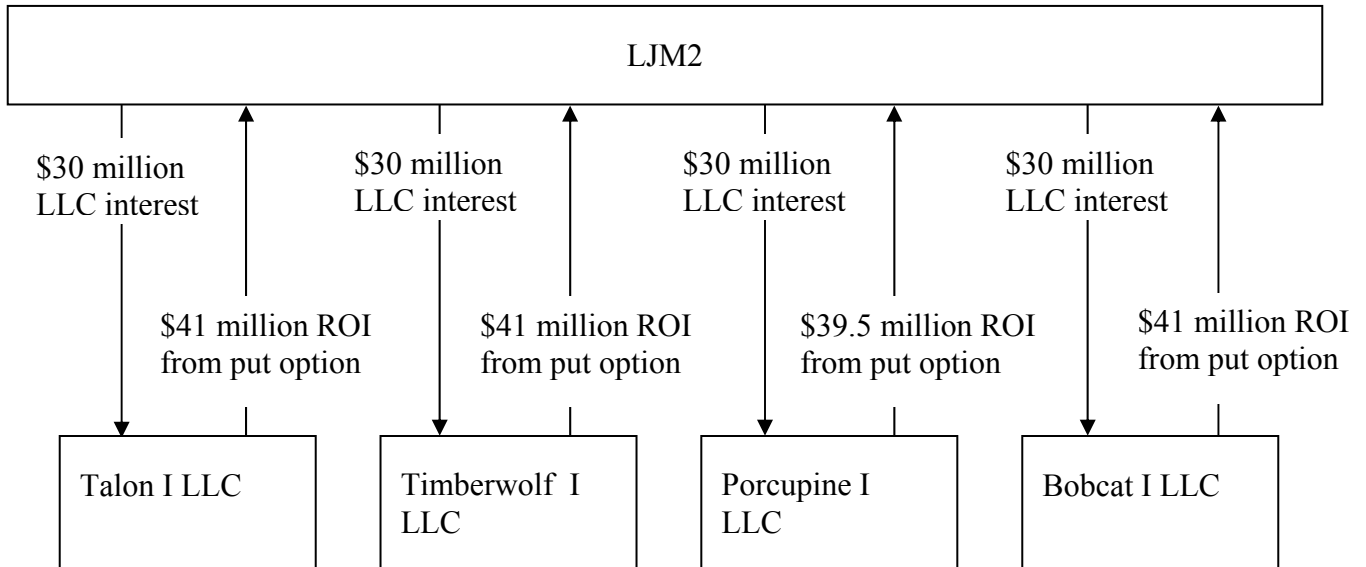 LJM2
$30 million
LLC interest
$30 million
LLC interest
$30 million
LLC interest
$30 million
LLC interest
$41 million ROI
from put option
$41 million ROI
from put option
$39.5 million ROI
from put option
$41 million ROI
from put option
Talon I LLC
Timberwolf I
LLC
Porcupine I
LLC
Bobcat I LLC